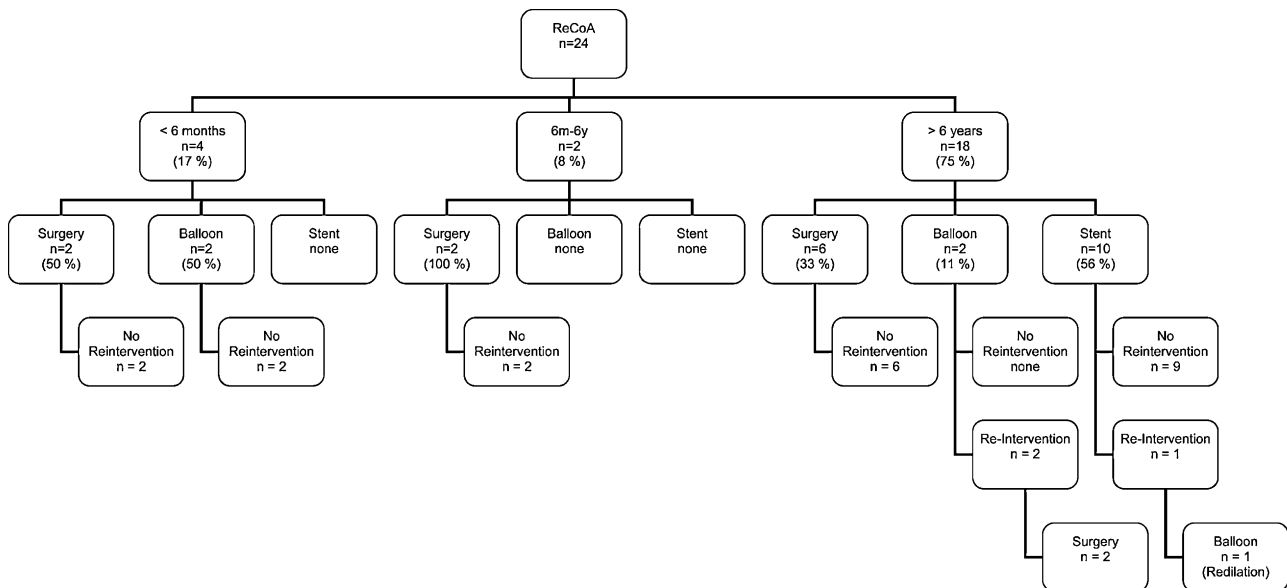 ReCoA
n=24
< 6 months
n=4
(17 %)
6m-6y
n=2
(8 %)
> 6 years
n=18
(75 %)
Surgery
n=2
(50 %)
Balloon
n=2
(50 %)
Stent
none
Surgery
n=2
(100 %)
Balloon
none
Stent
none
Surgery
n=6
(33 %)
Balloon
n=2
(11 %)
Stent
n=10
(56 %)
No
Reintervention
n = 2
No
Reintervention
n = 2
No
Reintervention
n = 2
No
Reintervention
n = 6
No
Reintervention
none
No
Reintervention
n = 9
Re-Intervention
n = 2
Re-Intervention
n = 1
Surgery
n = 2
Balloon
n = 1
(Redilation)